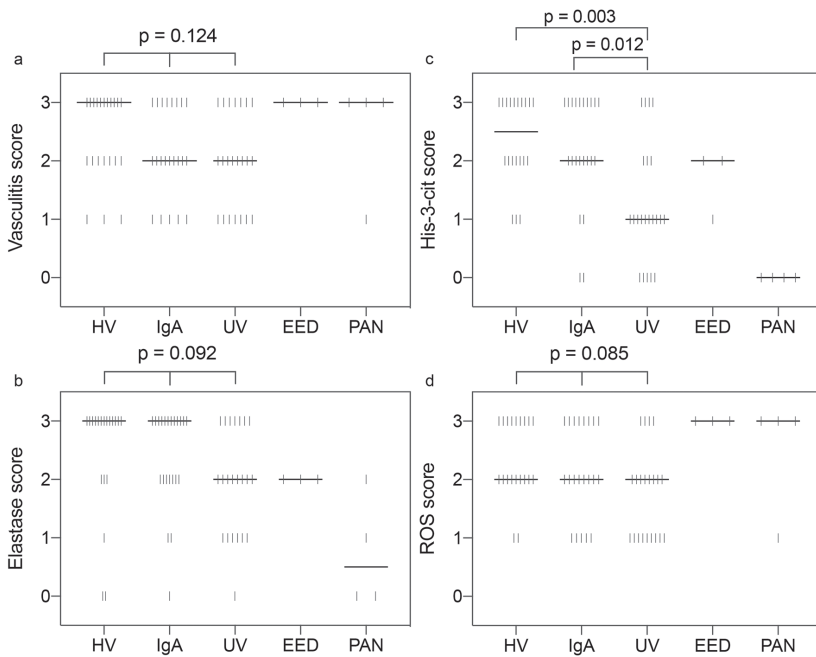 a
p = 0.124
Vasculitis score
3
2
1
0
HV IgA UV EED PAN
c
p = 0.003
p = 0.012
His-3-cit score
3
2
1
0
HV IgA UV EED PAN
b
p = 0.092
Elastase score
3
2
1
0
HV IgA UV EED PAN
d
p = 0.085
ROS score
3
2
1
0
HV IgA UV EED PAN